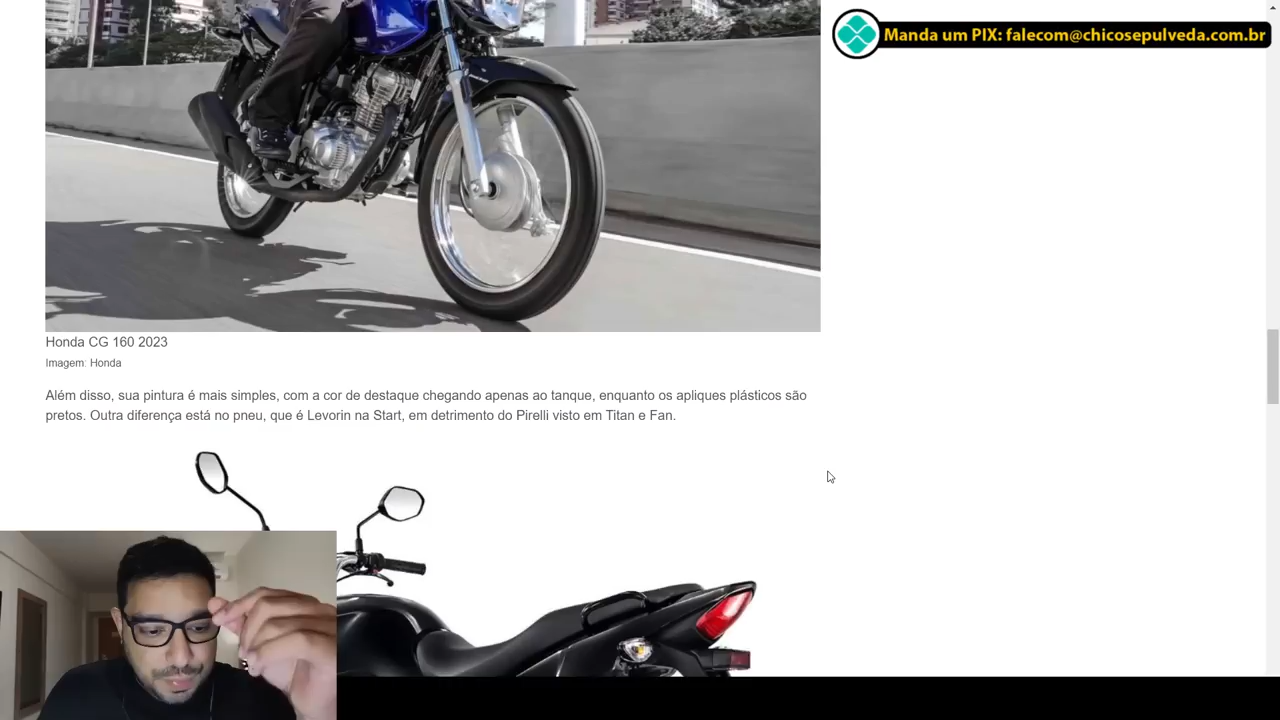 Manda um PIX: falecom@chicosepulveda.com.br
Honda CG 160 2023
Imagem: Honda
Além disso, sua pintura é mais simples, com a cor de destaque chegando apenas ao tanque, enquanto os apliques plásticos são
pretos. Outra diferença está no pneu, que é Levorin na Start, em detrimento do Pirelli visto em Titan e Fan.